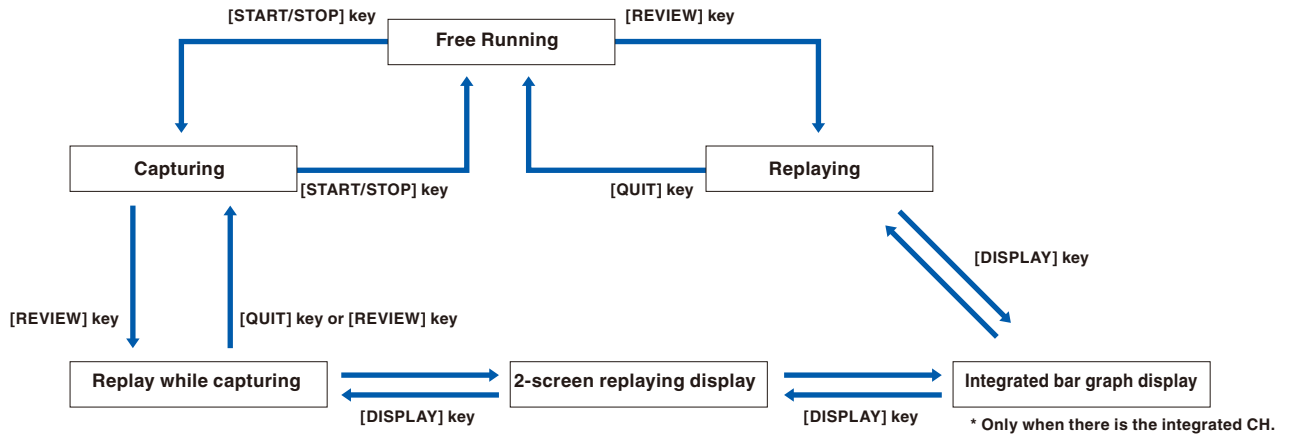 [START/STOP] key
Free Running
[REVIEW] key
Capturing
[START/STOP] key
Replaying
[QUIT] key
[DISPLAY] key
[REVIEW] key
[QUIT] key or [REVIEW] key
Replay while capturing
2-screen replaying display
Integrated bar graph display
[DISPLAY] key
[DISPLAY] key
* Only when there is the integrated CH.